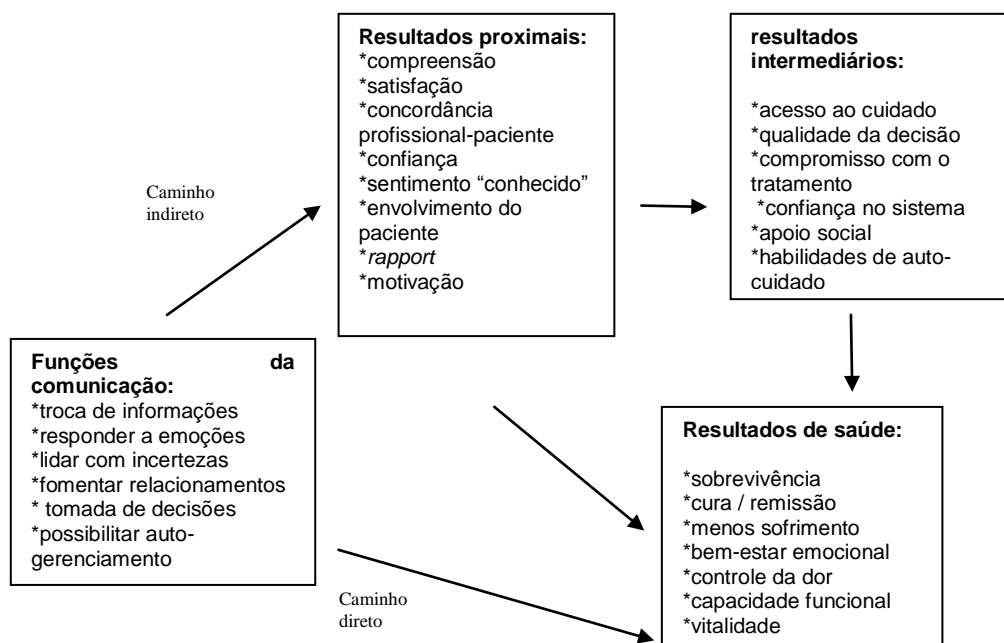 Resultados proximais:
*compreensão
*satisfação
*concordância
profissional-paciente
*confiança
*sentimento “conhecido”
*envolvimento do
paciente
*rapport
*motivação
resultados
intermediários:
*acesso ao cuidado
*qualidade da decisão
*compromisso com o
tratamento
*confiança no sistema
*apoio social
*habilidades de auto-
cuidado
Caminho
indireto
Funções da
comunicação:
*troca de informações
*responder a emoções
*lidar com incertezas
*fomentar relacionamentos
* tomada de decisões
*possibilitar auto-
gerenciamento
Resultados de saúde:
*sobrevivência
*cura / remissão
*menos sofrimento
*bem-estar emocional
*controle da dor
*capacidade funcional
*vitalidade
Caminho
direto